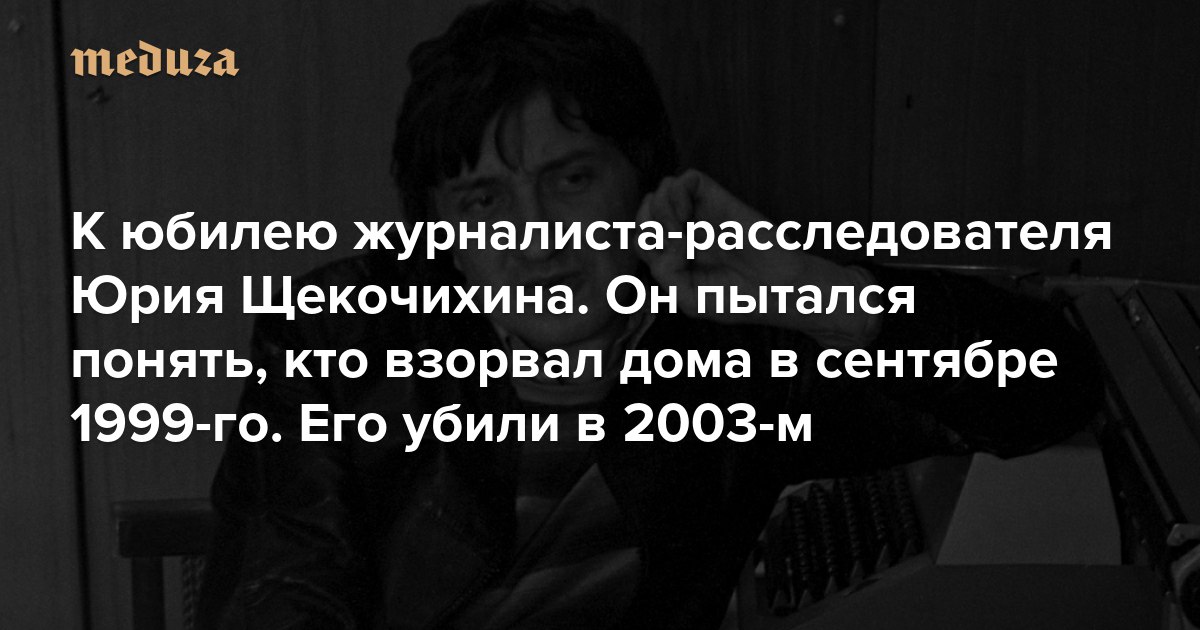 meduza
К юбилею журналиста-расследователя
Юрия Щекочихина. Он пытался
понять, кто взорвал дома в сентябре
1999-го. Его убили в 2003-м